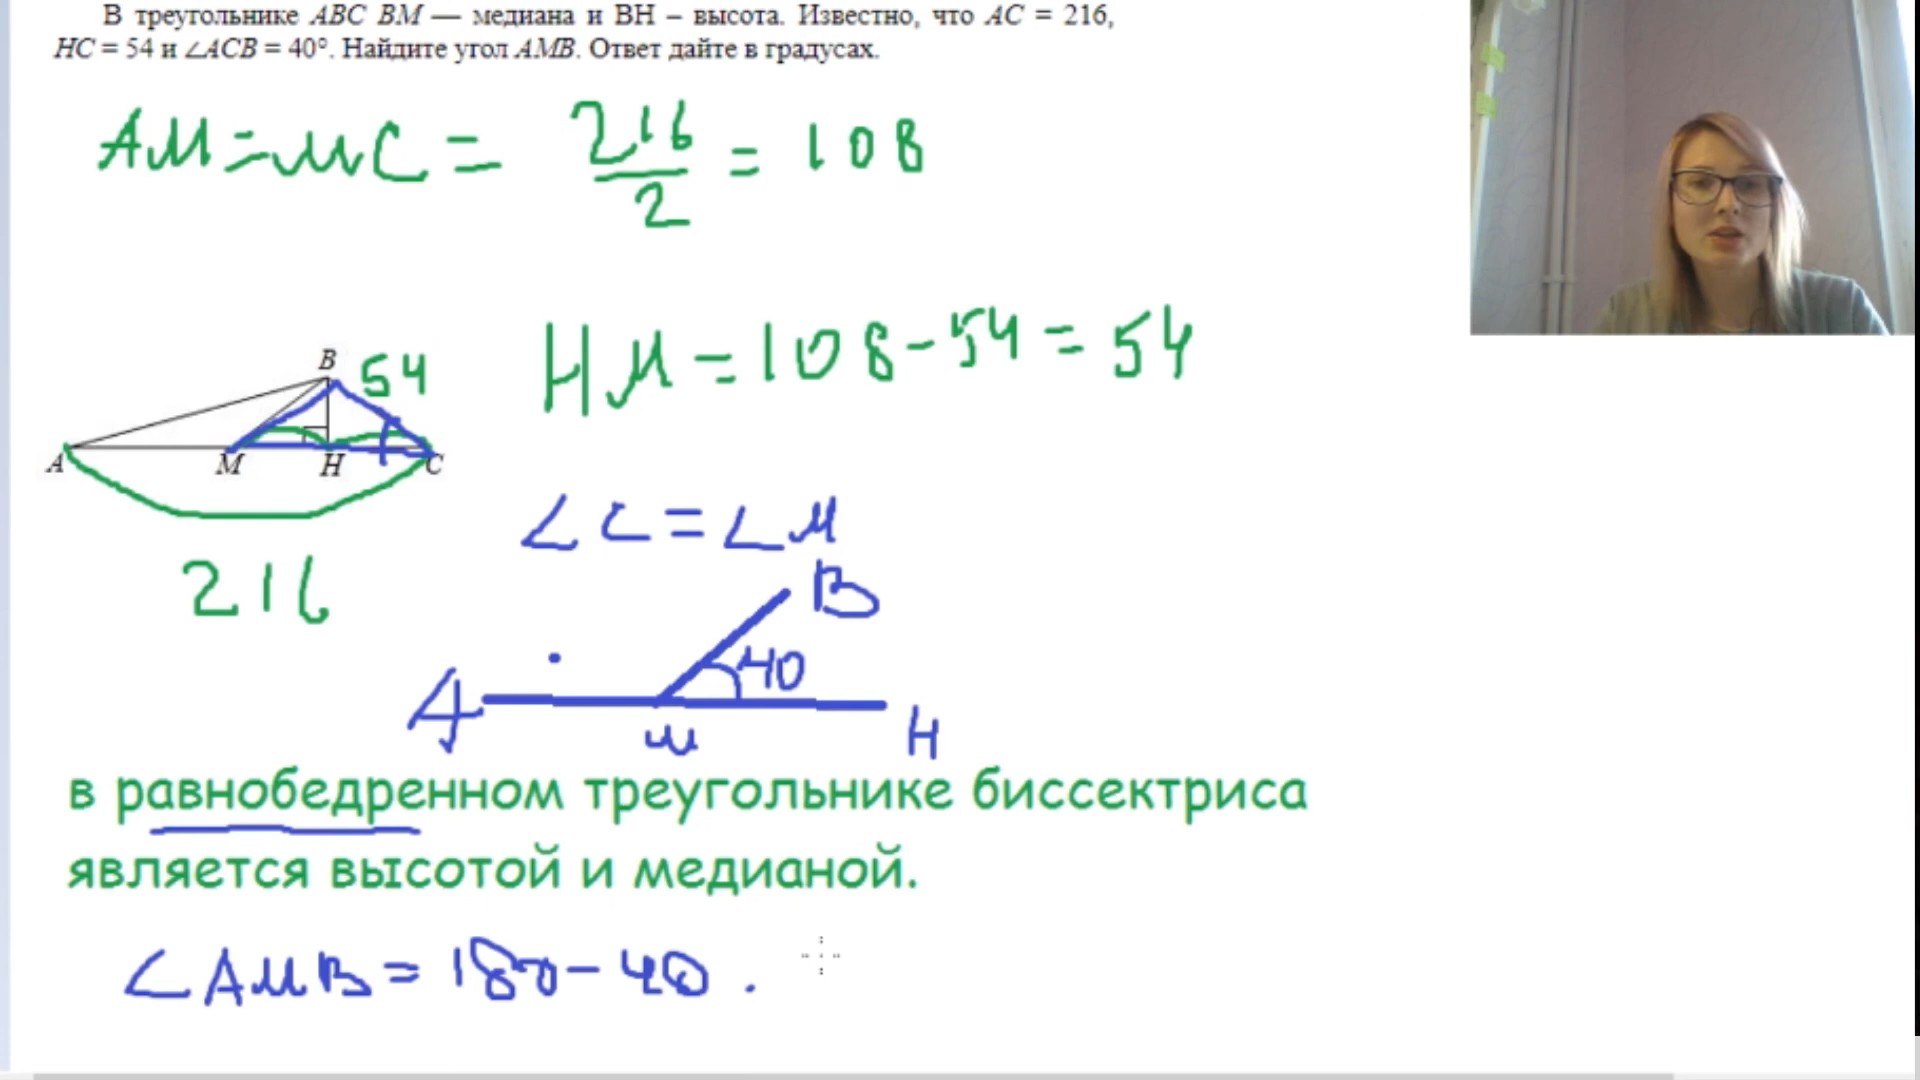 В треугольнике ABC BM — медиана и BH – высота. Известно, что AC = 216,
HC = 54 и ∠ACB = 40°. Найдите угол AMB. Ответ дайте в градусах.
AM=MC= 216/2 = 108
HM=108-54=54
B 54
A M H C
216
∠C=∠M
B
40
A M H
в равнобедренном треугольнике биссектриса
является высотой и медианой.
∠AMB=180-40.